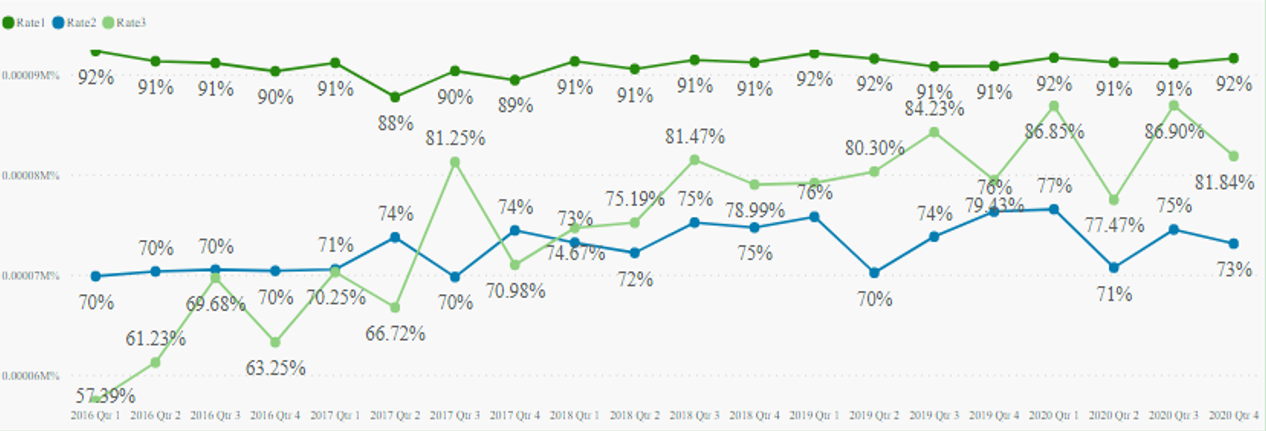 Rate1 Rate2 Rate3
0.00009M%
0.00008M%
0.00007M%
0.00006M%
92% 91% 91% 90% 91% 88% 90% 89% 91% 91% 91% 91% 92% 92% 91% 91% 92% 91% 91% 92%
70% 70% 70% 70% 71% 74% 70% 74% 73% 72% 75% 75% 76% 70% 74% 76% 77% 71% 75% 73%
57.39% 61.23% 69.68% 63.25% 70.25% 66.72% 81.25% 70.98% 74.67% 75.19% 81.47% 78.99% 80.30% 84.23% 79.43% 86.85% 77.47% 86.90% 81.84%
2016 Qtr 1 2016 Qtr 2 2016 Qtr 3 2016 Qtr 4 2017 Qtr 1 2017 Qtr 2 2017 Qtr 3 2017 Qtr 4 2018 Qtr 1 2018 Qtr 2 2018 Qtr 3 2018 Qtr 4 2019 Qtr 1 2019 Qtr 2 2019 Qtr 3 2019 Qtr 4 2020 Qtr 1 2020 Qtr 2 2020 Qtr 3 2020 Qtr 4